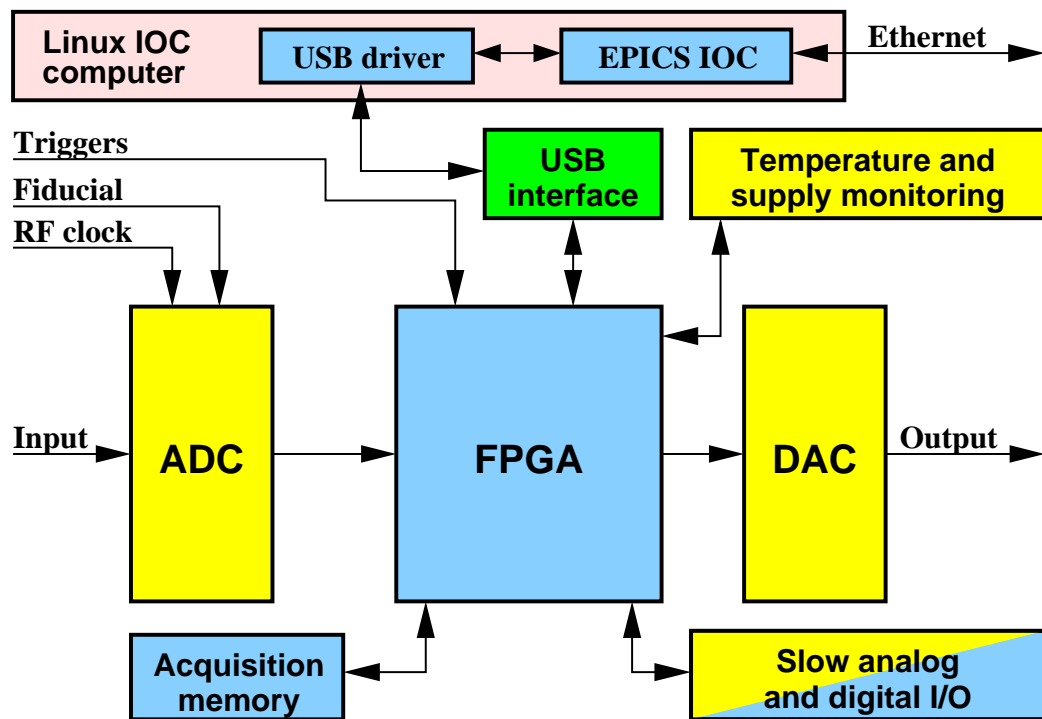 Linux IOC
computer
USB driver
EPICS IOC
Ethernet
Triggers
Fiducial
RF clock
USB
interface
Temperature and
supply monitoring
Input
ADC
FPGA
DAC
Output
Acquisition
memory
Slow analog
and digital I/O